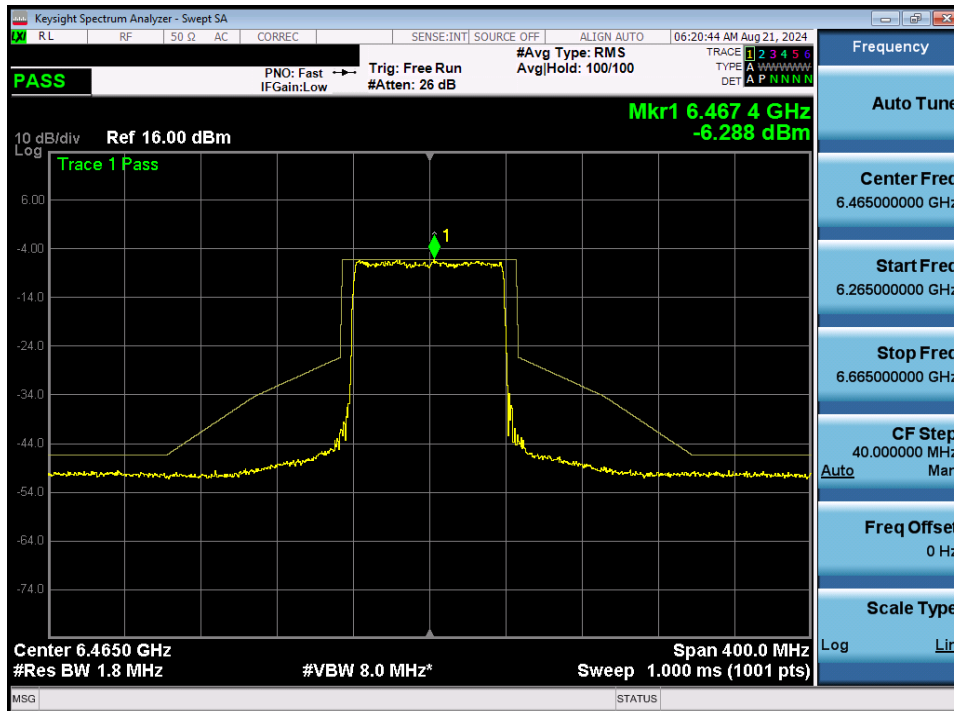 Keysight Spectrum Analyzer - Swept SA
LXI RL RF 50 Ω AC CORREC SENSE:INT SOURCE OFF ALIGN AUTO 06:20:44 AM Aug 21, 2024
PASS
PNO: Fast
IFGain:Low
Trig: Free Run
#Atten: 26 dB
#Avg Type: RMS
Avg|Hold: 100/100
TRACE 1 2 3 4 5 6
TYPE A WWWWW
DET A P N N N N
Mkr1 6.467 4 GHz
-6.288 dBm
10 dB/div Ref 16.00 dBm
Log
Trace 1 Pass
1
6.00
-4.00
-14.0
-24.0
-34.0
-44.0
-54.0
-64.0
-74.0
Center 6.4650 GHz Span 400.0 MHz
#Res BW 1.8 MHz #VBW 8.0 MHz* Sweep 1.000 ms (1001 pts)
MSG STATUS
Frequency
Auto Tune
Center Freq
6.465000000 GHz
Start Freq
6.265000000 GHz
Stop Freq
6.665000000 GHz
CF Step
40.000000 MHz
Auto Man
Freq Offset
0 Hz
Scale Type
Log Lin